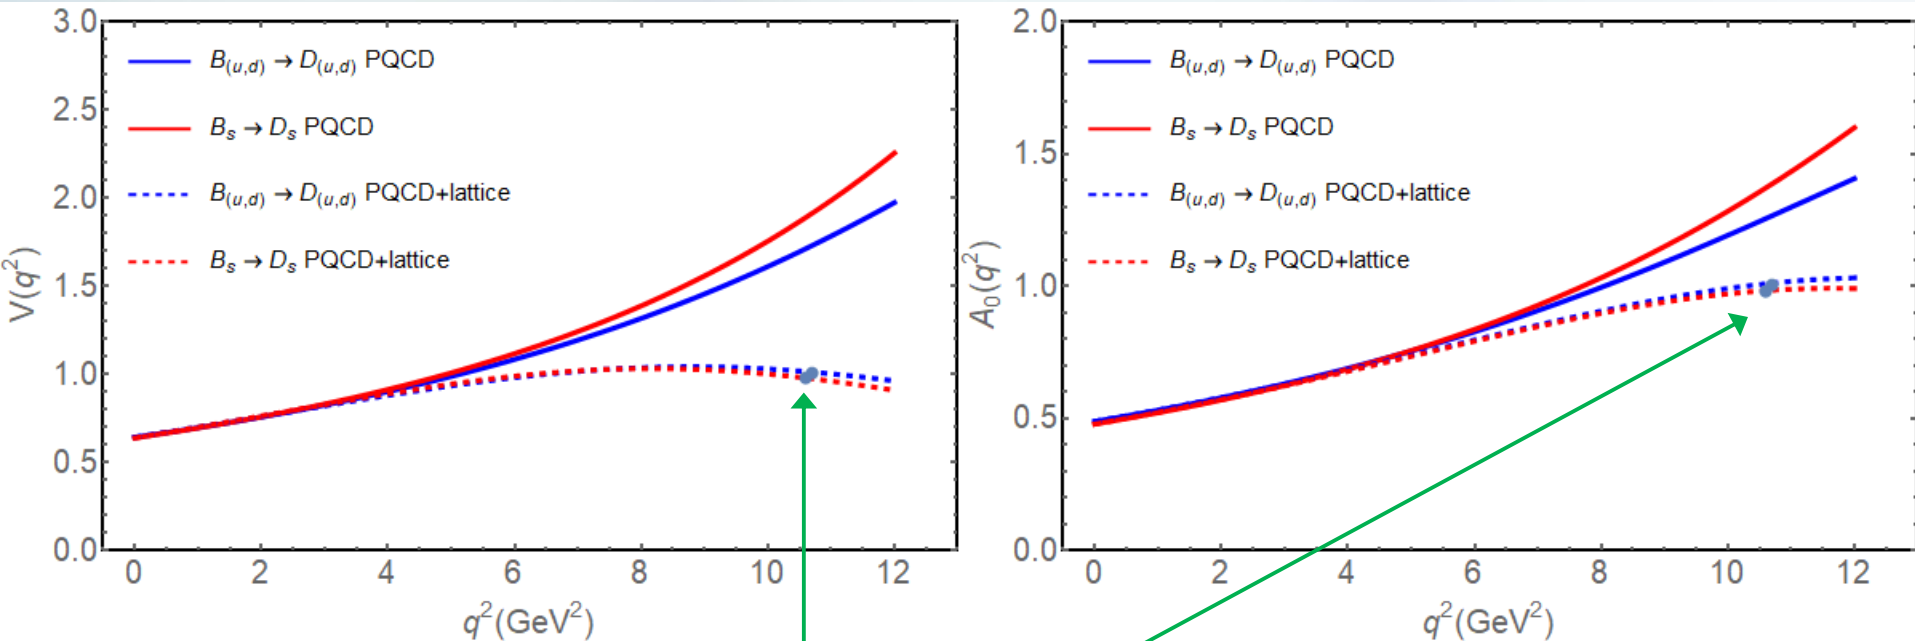 3.0
2.5
2.0
1.5
1.0
0.5
0.0
V(q²)
B(u,d) → D(u,d) PQCD
Bs → Ds PQCD
B(u,d) → D(u,d) PQCD+lattice
Bs → Ds PQCD+lattice
0 2 4 6 8 10 12
q²(GeV²)
2.0
1.5
1.0
0.5
0.0
A₀(q²)
B(u,d) → D(u,d) PQCD
Bs → Ds PQCD
B(u,d) → D(u,d) PQCD+lattice
Bs → Ds PQCD+lattice
0 2 4 6 8 10 12
q²(GeV²)